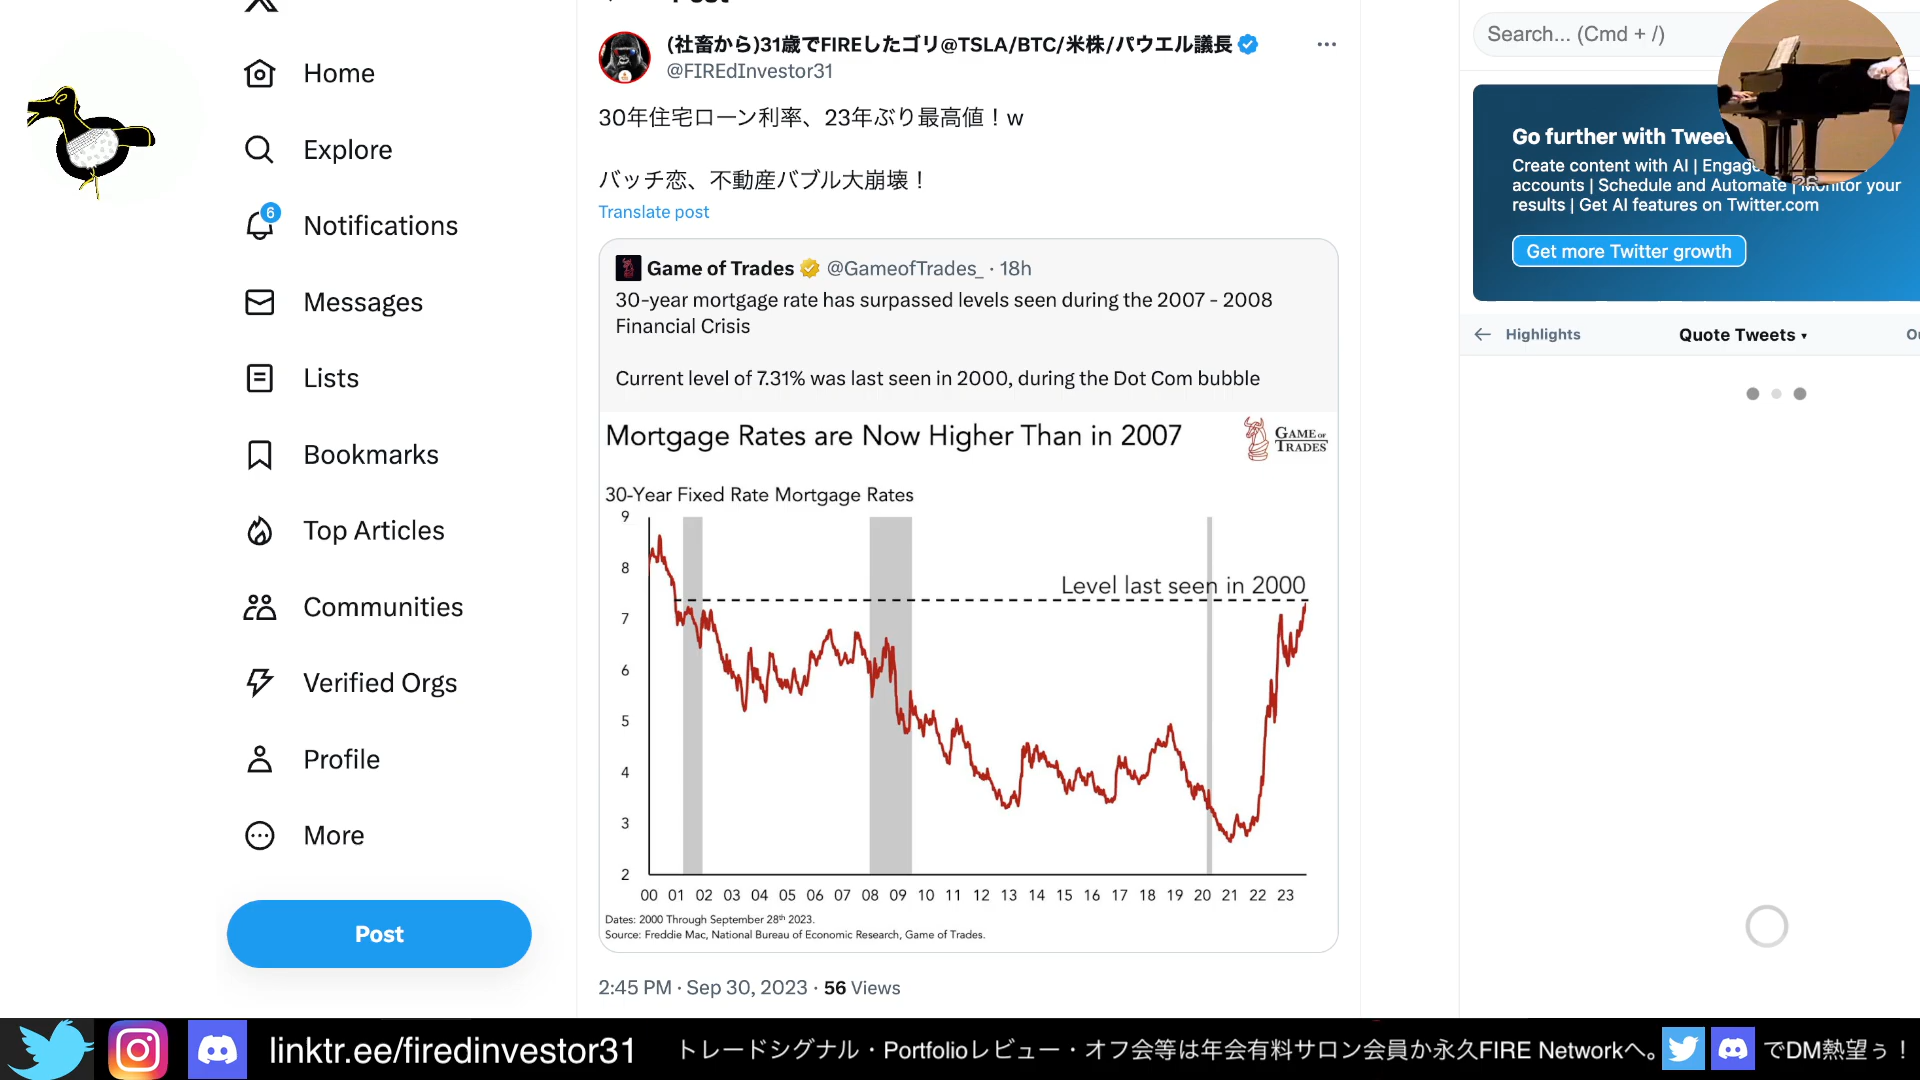 Home
Explore
6
Notifications
Messages
Lists
Bookmarks
Top Articles
Communities
Verified Orgs
Profile
More
Post
(社畜から)31歳でFIREしたゴリ@TSLA/BTC/米株/パウエル議長
@FIREdInvestor31
30年住宅ローン利率、23年ぶり最高値！w
バッチ恋、不動産バブル大崩壊！
Translate post
Game of Trades @GameofTrades_ · 18h
30-year mortgage rate has surpassed levels seen during the 2007 - 2008
Financial Crisis
Current level of 7.31% was last seen in 2000, during the Dot Com bubble
Mortgage Rates are Now Higher Than in 2007
GAME OF
TRADES
30-Year Fixed Rate Mortgage Rates
9
8
7
6
5
4
3
2
Level last seen in 2000
00 01 02 03 04 05 06 07 08 09 10 11 12 13 14 15 16 17 18 19 20 21 22 23
Dates: 2000 Through September 28th 2023.
Source: Freddie Mac, National Bureau of Economic Research, Game of Trades.
2:45 PM · Sep 30, 2023 · 56 Views
Search... (Cmd + /)
Go further with
Create content with AI |
accounts | Schedule and Automate | your
results | Get AI features on Twitter.com
Get more Twitter growth
Highlights
Quote Tweets
linktr.ee/firedinvestor31
トレードシグナル・Portfolioレビュー・オフ会等は年会有料サロン会員か永久FIRE Networkへ。
でDM熱望ぅ！